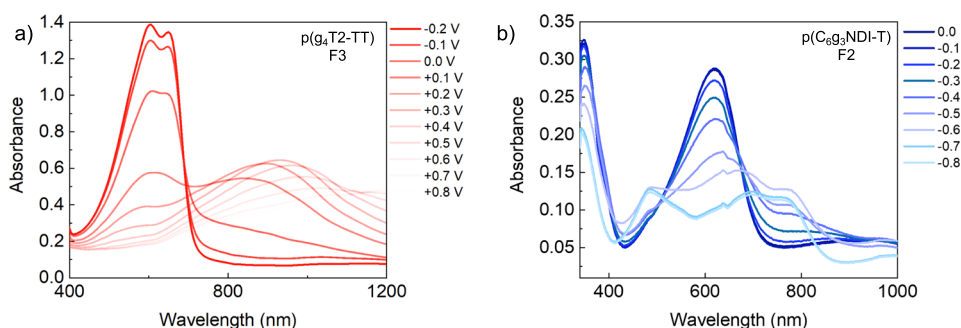 a)
p(g₄T2-TT)
F3
Absorbance
1.4
1.2
1.0
0.8
0.6
0.4
0.2
0.0
400
600
800
1000
1200
Wavelength (nm)
-0.2 V
-0.1 V
0.0 V
+0.1 V
+0.2 V
+0.3 V
+0.4 V
+0.5 V
+0.6 V
+0.7 V
+0.8 V
b)
p(C₆g₃NDI-T)
F2
Absorbance
0.35
0.30
0.25
0.20
0.15
0.10
0.05
400
600
800
1000
Wavelength (nm)
0.0
-0.1
-0.2
-0.3
-0.4
-0.5
-0.6
-0.7
-0.8